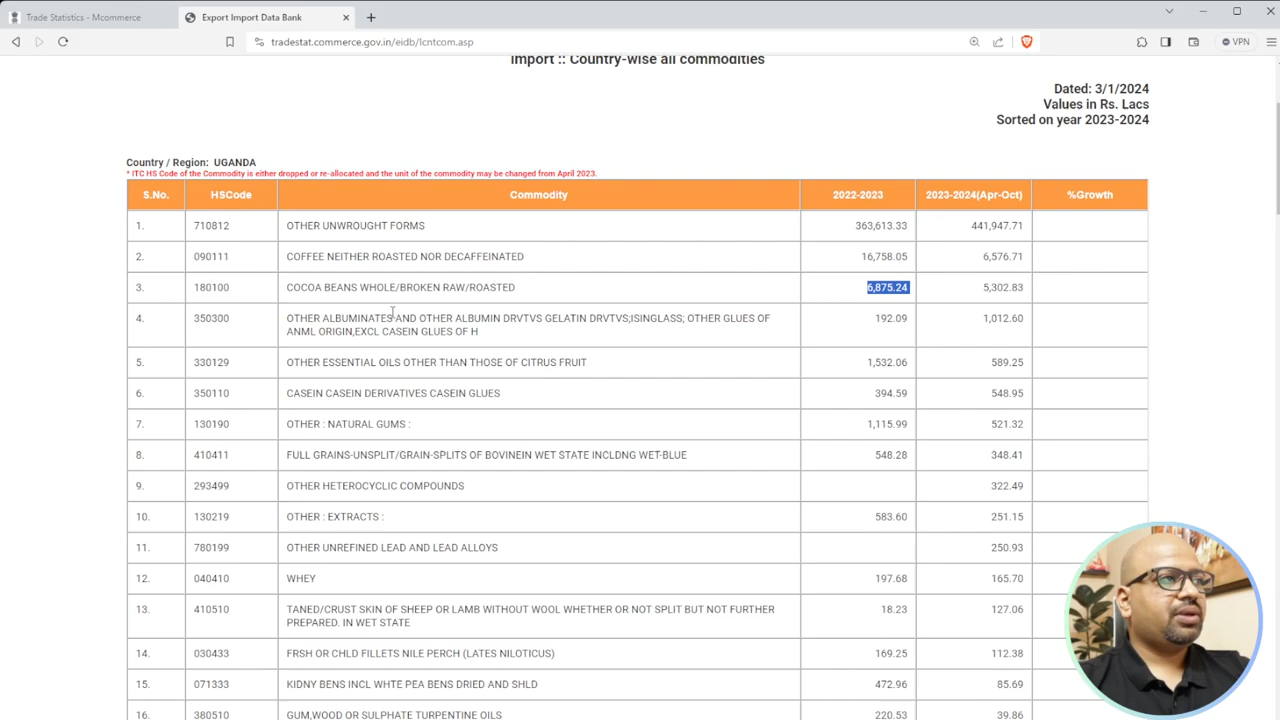 Trade Statistics - Mcommerce
Export Import Data Bank
tradestat.commerce.gov.in/eidb/Icntcom.asp
VPN
Import :: Country-wise all commodities
Dated: 3/1/2024
Values in Rs. Lacs
Sorted on year 2023-2024
Country / Region: UGANDA
* ITC HS Code of the Commodity is either dropped or re-allocated and the unit of the commodity may be changed from April 2023.
S.No. HSCode Commodity 2022-2023 2023-2024(Apr-Oct) %Growth
1. 710812 OTHER UNWROUGHT FORMS 363,613.33 441,947.71
2. 090111 COFFEE NEITHER ROASTED NOR DECAFFEINATED 16,758.05 6,576.71
3. 180100 COCOA BEANS WHOLE/BROKEN RAW/ROASTED 6,875.24 5,302.83
4. 350300 OTHER ALBUMINATES AND OTHER ALBUMIN DRVTVS GELATIN DRVTVS;ISINGLASS; OTHER GLUES OF 192.09 1,012.60
ANML ORIGIN,EXCL CASEIN GLUES OF H
5. 330129 OTHER ESSENTIAL OILS OTHER THAN THOSE OF CITRUS FRUIT 1,532.06 589.25
6. 350110 CASEIN CASEIN DERIVATIVES CASEIN GLUES 394.59 548.95
7. 130190 OTHER : NATURAL GUMS : 1,115.99 521.32
8. 410411 FULL GRAINS-UNSPLIT/GRAIN-SPLITS OF BOVINEIN WET STATE INCLDNG WET-BLUE 548.28 348.41
9. 293499 OTHER HETEROCYCLIC COMPOUNDS 322.49
10. 130219 OTHER : EXTRACTS : 583.60 251.15
11. 780199 OTHER UNREFINED LEAD AND LEAD ALLOYS 250.93
12. 040410 WHEY 197.68 165.70
13. 410510 TANED/CRUST SKIN OF SHEEP OR LAMB WITHOUT WOOL WHETHER OR NOT SPLIT BUT NOT FURTHER 18.23 127.06
PREPARED. IN WET STATE
14. 030433 FRSH OR CHLD FILLETS NILE PERCH (LATES NILOTICUS) 169.25 112.38
15. 071333 KIDNY BENS INCL WHTE PEA BENS DRIED AND SHLD 472.96 85.69
16. 380510 GUM,WOOD OR SULPHATE TURPENTINE OILS 220.53 39.86